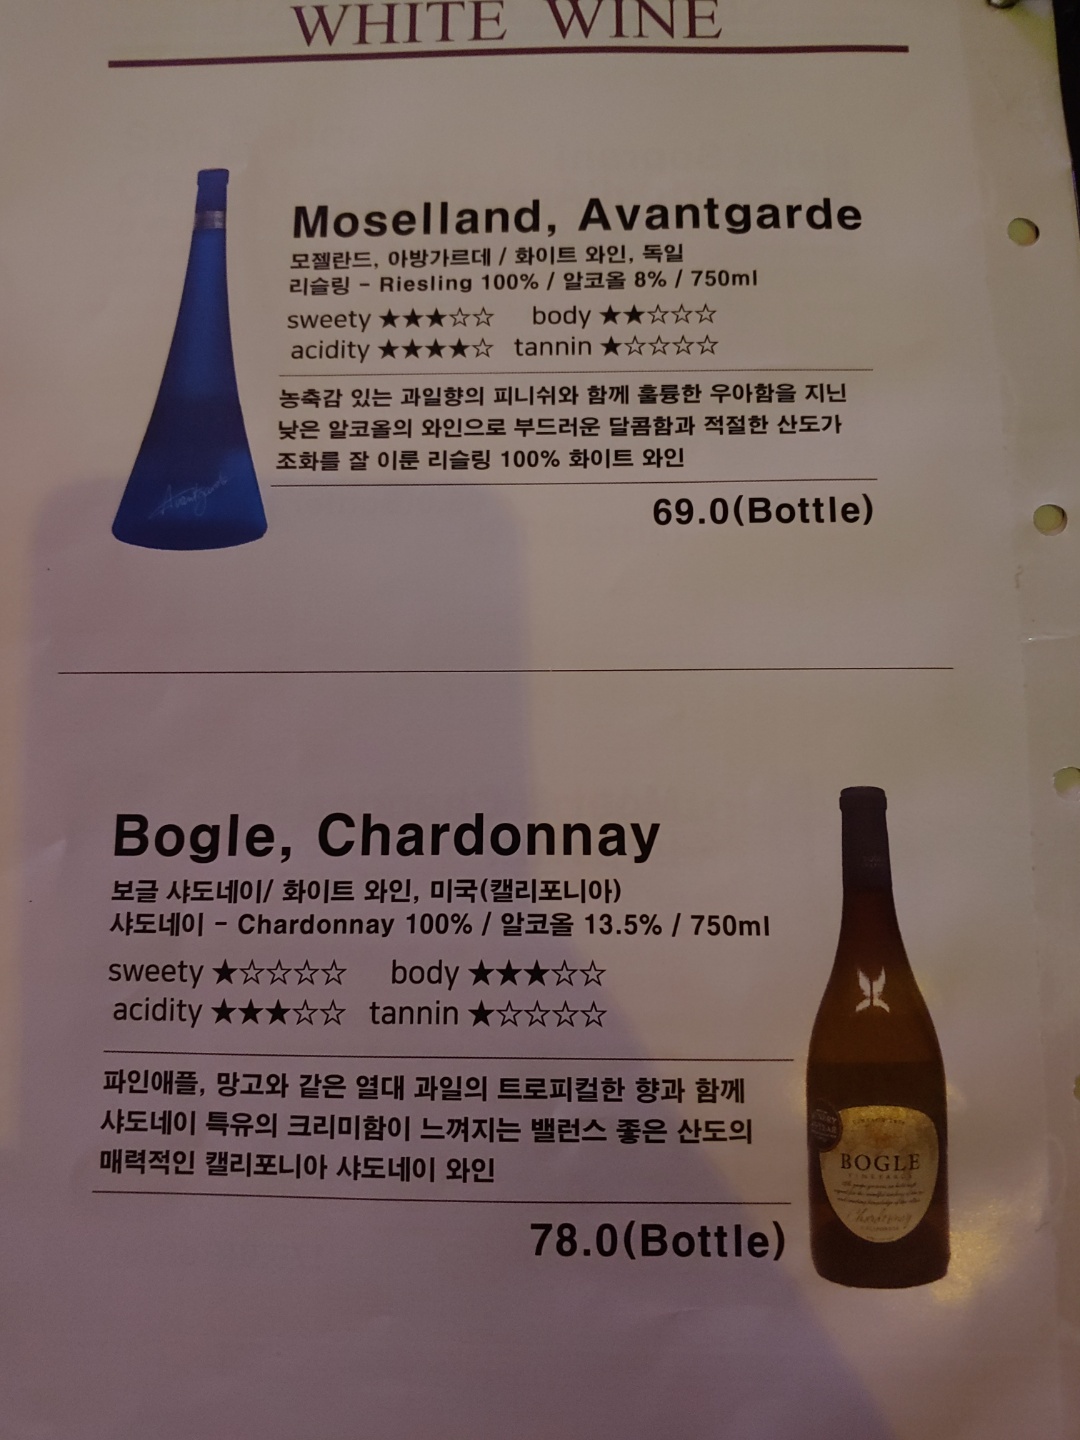 WHITE WINE
Moselland, Avantgarde
모젤란드, 아방가르데 / 화이트 와인, 독일
리슬링 - Riesling 100% / 알코올 8% / 750ml
sweety ★★★☆☆ body ★★☆☆☆
acidity ★★★★☆ tannin ★☆☆☆☆
농축감 있는 과일향의 피니쉬와 함께 훌륭한 우아함을 지닌
낮은 알코올의 와인으로 부드러운 달콤함과 적절한 산도가
조화를 잘 이룬 리슬링 100% 화이트 와인
69.0(Bottle)
Avantgarde
Bogle, Chardonnay
보글 샤도네이/ 화이트 와인, 미국(캘리포니아)
샤도네이 - Chardonnay 100% / 알코올 13.5% / 750ml
sweety ★☆☆☆☆ body ★★★☆☆
acidity ★★★☆☆ tannin ★☆☆☆☆
파인애플, 망고와 같은 열대 과일의 트로피컬한 향과 함께
샤도네이 특유의 크리미함이 느껴지는 밸런스 좋은 산도의
매력적인 캘리포니아 샤도네이 와인
78.0(Bottle)
BOGLE
VINEYARDS
Chardonnay